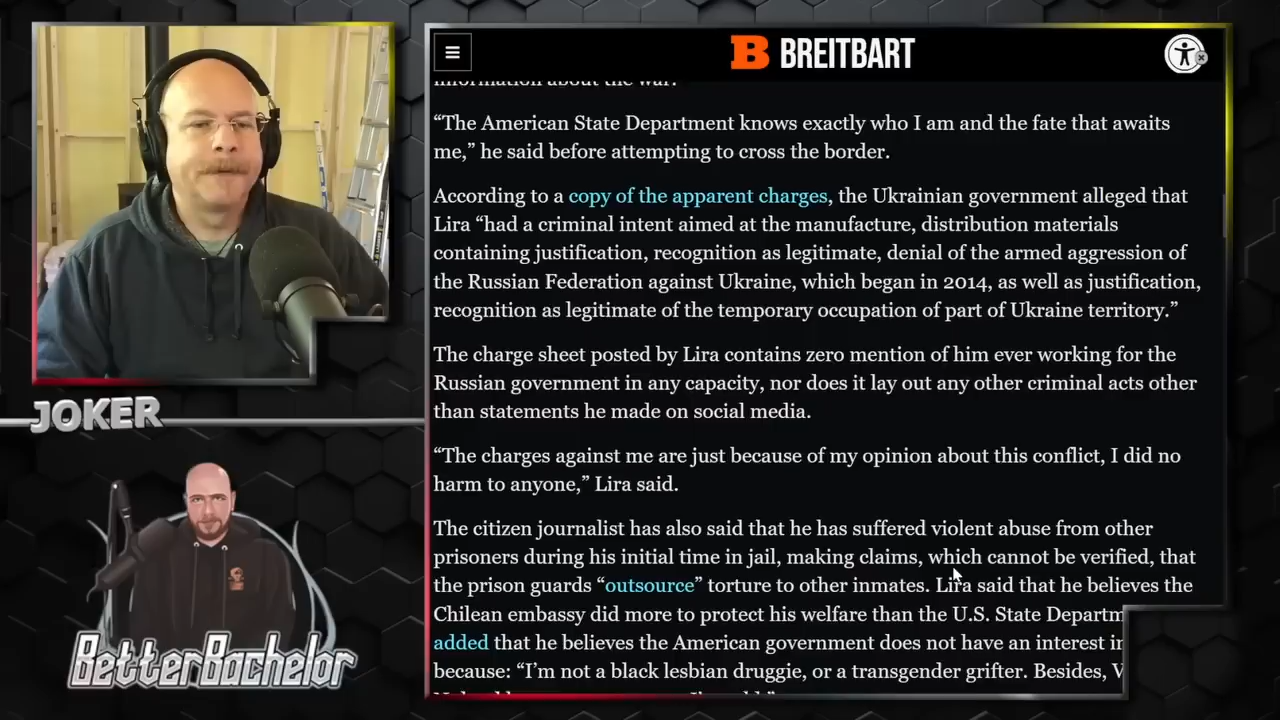 BREITBART
information about the war.
“The American State Department knows exactly who I am and the fate that awaits
me,” he said before attempting to cross the border.
According to a copy of the apparent charges, the Ukrainian government alleged that
Lira “had a criminal intent aimed at the manufacture, distribution materials
containing justification, recognition as legitimate, denial of the armed aggression of
the Russian Federation against Ukraine, which began in 2014, as well as justification,
recognition as legitimate of the temporary occupation of part of Ukraine territory.”
The charge sheet posted by Lira contains zero mention of him ever working for the
Russian government in any capacity, nor does it lay out any other criminal acts other
than statements he made on social media.
“The charges against me are just because of my opinion about this conflict, I did no
harm to anyone,” Lira said.
The citizen journalist has also said that he has suffered violent abuse from other
prisoners during his initial time in jail, making claims, which cannot be verified, that
the prison guards “outsource” torture to other inmates. Lira said that he believes the
Chilean embassy did more to protect his welfare than the U.S. State
added that he believes the American government does not have an interest
because: “I’m not a black lesbian druggie, or a transgender grifter. Besides,
JOKER
BetterBachelor